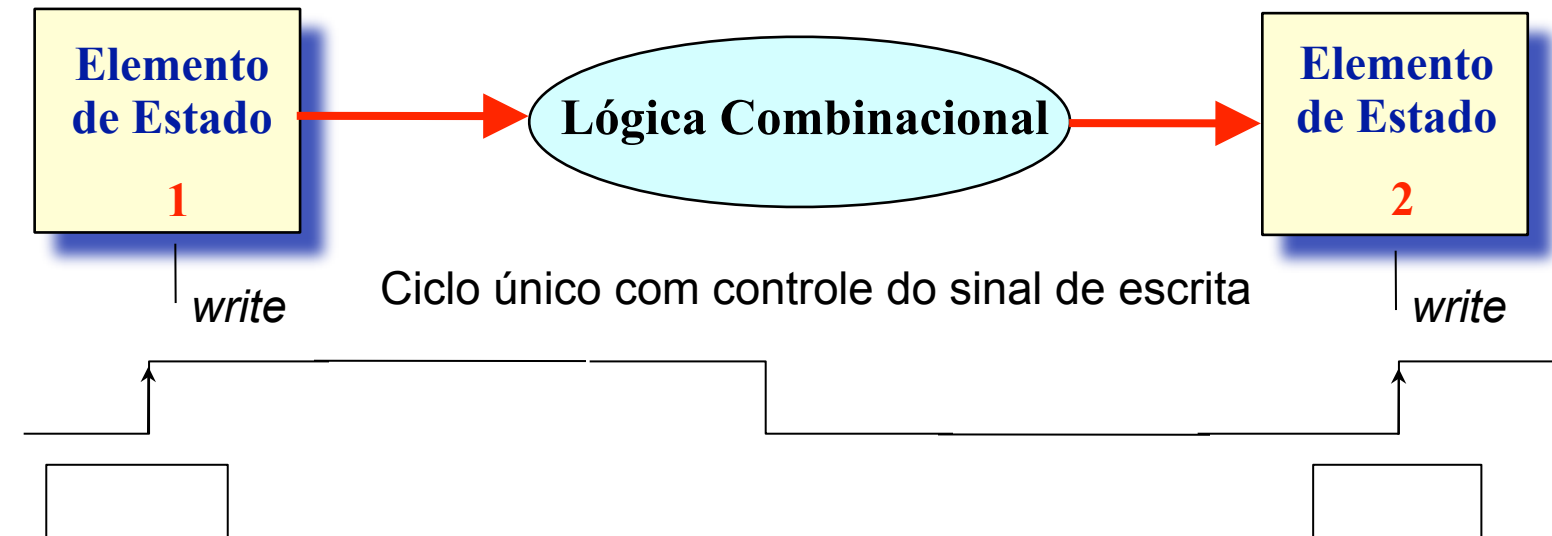 Elemento
de Estado
1
Lógica Combinacional
Elemento
de Estado
2
write
Ciclo único com controle do sinal de escrita
write